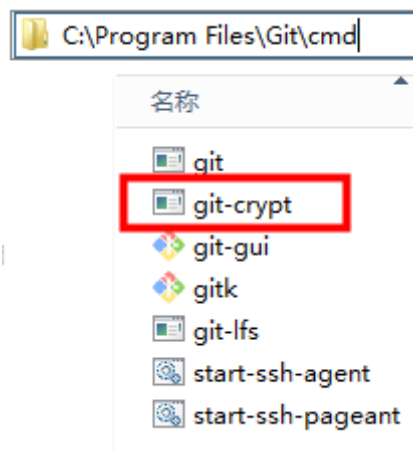 C:\Program Files\Git\cmd
名称
git
git-crypt
git-gui
gitk
git-lfs
start-ssh-agent
start-ssh-pageant